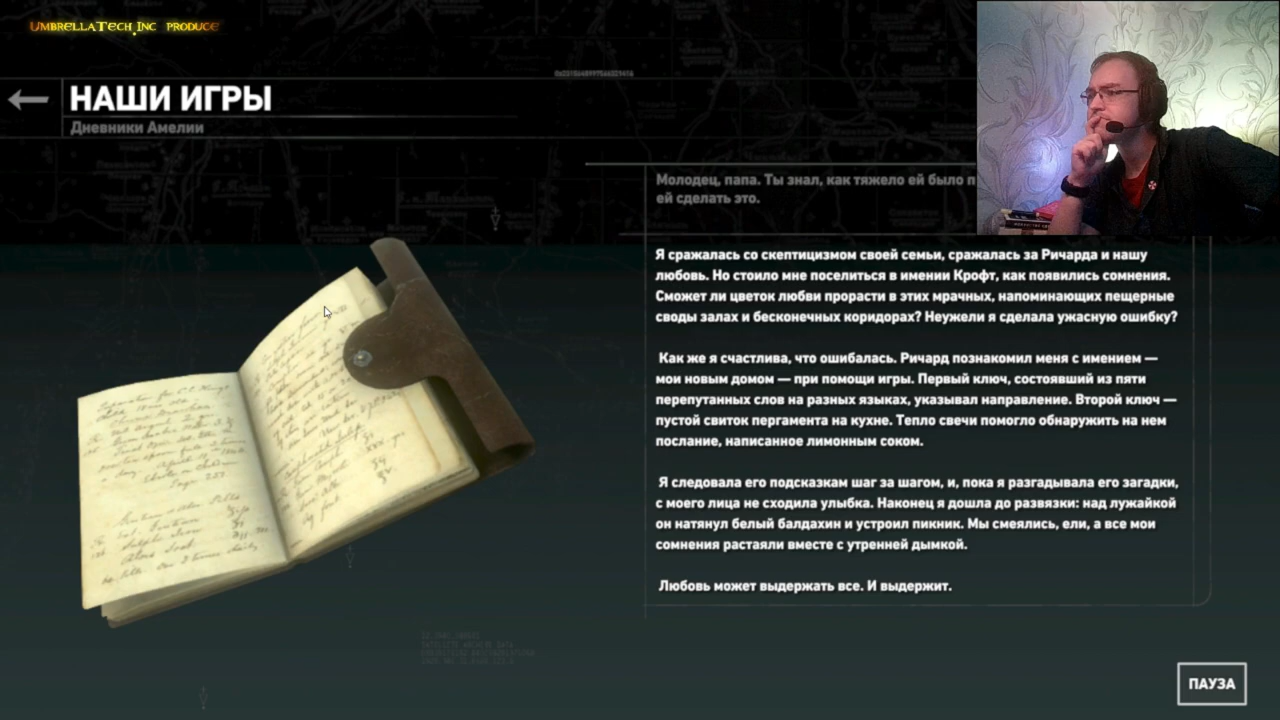 UmbrellaTech.Inc produce
НАШИ ИГРЫ
Дневники Амелии
Молодец, папа. Ты знал, как тяжело ей было п
ей сделать это.
Я сражалась со скептицизмом своей семьи, сражалась за Ричарда и нашу
любовь. Но стоило мне поселиться в имении Крофт, как появились сомнения.
Сможет ли цветок любви прорасти в этих мрачных, напоминающих пещерные
своды залах и бесконечных коридорах? Неужели я сделала ужасную ошибку?
Как же я счастлива, что ошибалась. Ричард познакомил меня с имением —
мои новым домом — при помощи игры. Первый ключ, состоявший из пяти
перепутанных слов на разных языках, указывал направление. Второй ключ —
пустой свиток пергамента на кухне. Тепло свечи помогло обнаружить на нем
послание, написанное лимонным соком.
Я следовала его подсказкам шаг за шагом, и, пока я разгадывала его загадки,
с моего лица не сходила улыбка. Наконец я дошла до развязки: над лужайкой
он натянул белый балдахин и устроил пикник. Мы смеялись, ели, а все мои
сомнения растаяли вместе с утренней дымкой.
Любовь может выдержать все. И выдержит.
ПАУЗА